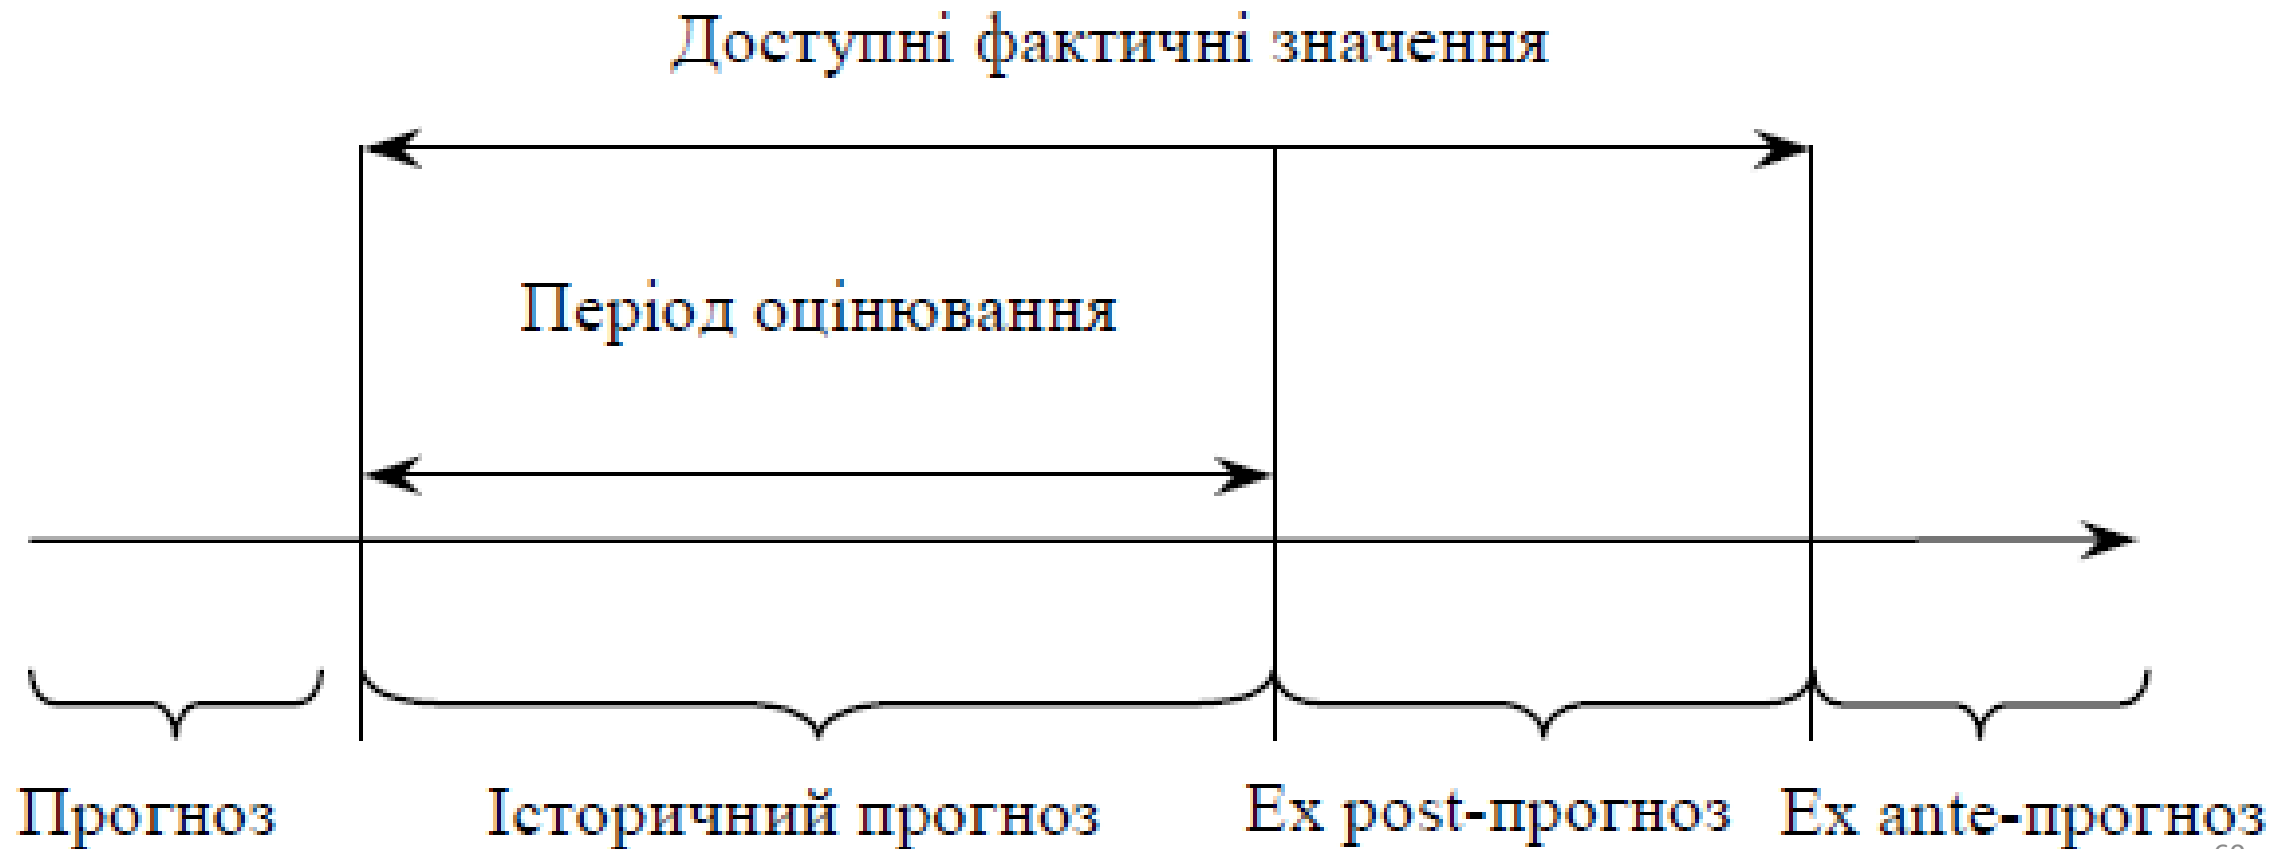 Доступні фактичні значення
Період оцінювання
Прогноз
Історичний прогноз
Ex post-прогноз
Ex ante-прогноз